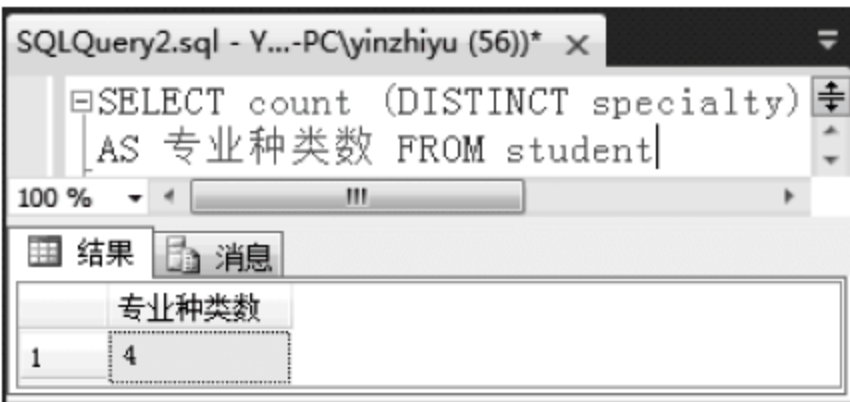 SQLQuery2.sql - Y...-PC\yinzhiyu (56))*
SELECT count (DISTINCT specialty)
AS 专业种类数 FROM student
100 %
结果 消息
专业种类数
1 4